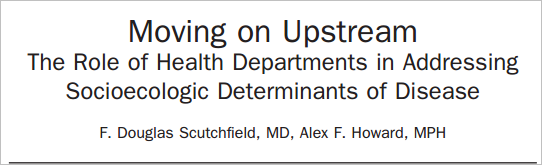 Moving on Upstream
The Role of Health Departments in Addressing
Socioecologic Determinants of Disease
F. Douglas Scutchfield, MD, Alex F. Howard, MPH